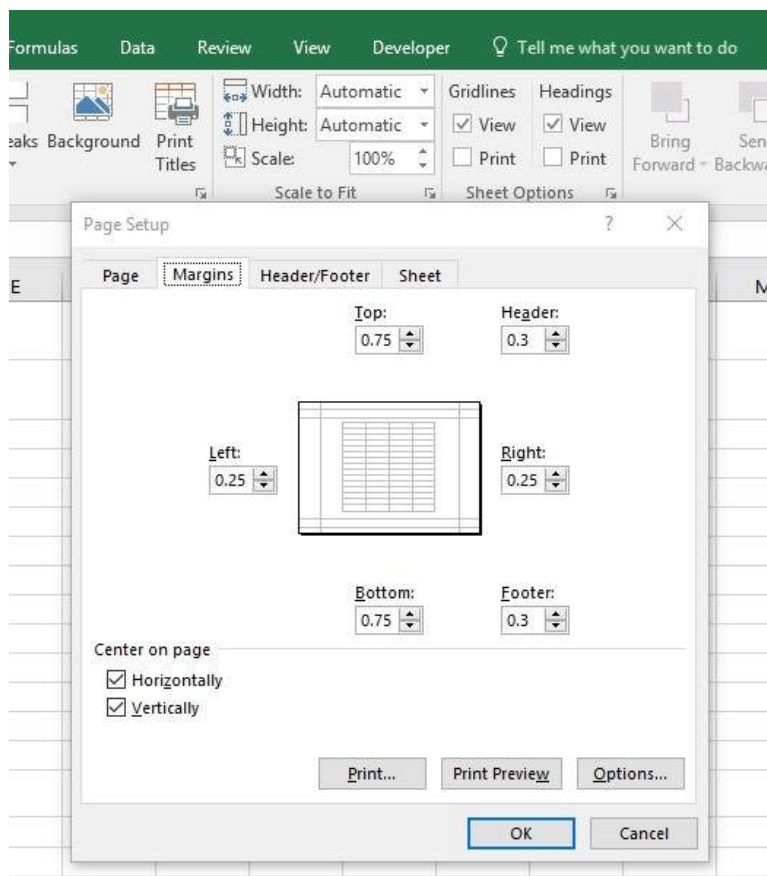 Formulas Data Review View Developer Tell me what you want to do
Width: Automatic Gridlines Headings
Height: Automatic View View
Background Print Titles Scale: 100% Print Print Bring Forward
Scale to Fit Sheet Options
Page Setup ?
Page Margins Header/Footer Sheet
E
Top: Header:
0.75 0.3
Left: Right:
0.25 0.25
Bottom: Footer:
0.75 0.3
Center on page
Horizontally
Vertically
Print... Print Preview Options...
OK Cancel